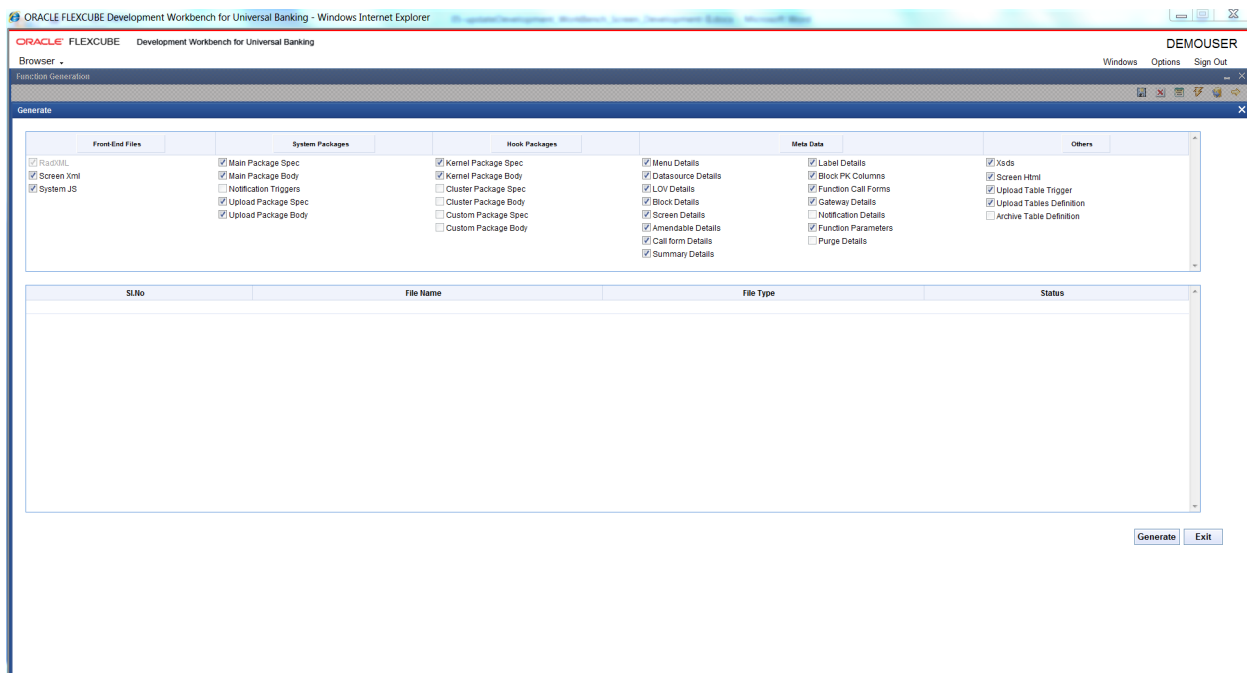 ORACLE FLEXCUBE Development Workbench for Universal Banking - Windows Internet Explorer
ORACLE FLEXCUBE Development Workbench for Universal Banking
DEMOUSER
Browser
Windows Options Sign Out
Function Generation
Generate
Front-End Files System Packages Hook Packages Meta Data Others
RadXML Main Package Spec Kernel Package Spec Menu Details Label Details Xsds
Screen Xml Main Package Body Kernel Package Body Datasource Details Block PK Columns Screen Html
System JS Notification Triggers Cluster Package Spec LOV Details Function Call Forms Upload Table Trigger
Upload Package Spec Cluster Package Body Block Details Gateway Details Upload Tables Definition
Upload Package Body Custom Package Spec Screen Details Notification Details Archive Table Definition
Custom Package Body Amendable Details Function Parameters
Call form Details Purge Details
Summary Details
Sl.No File Name File Type Status
Generate Exit